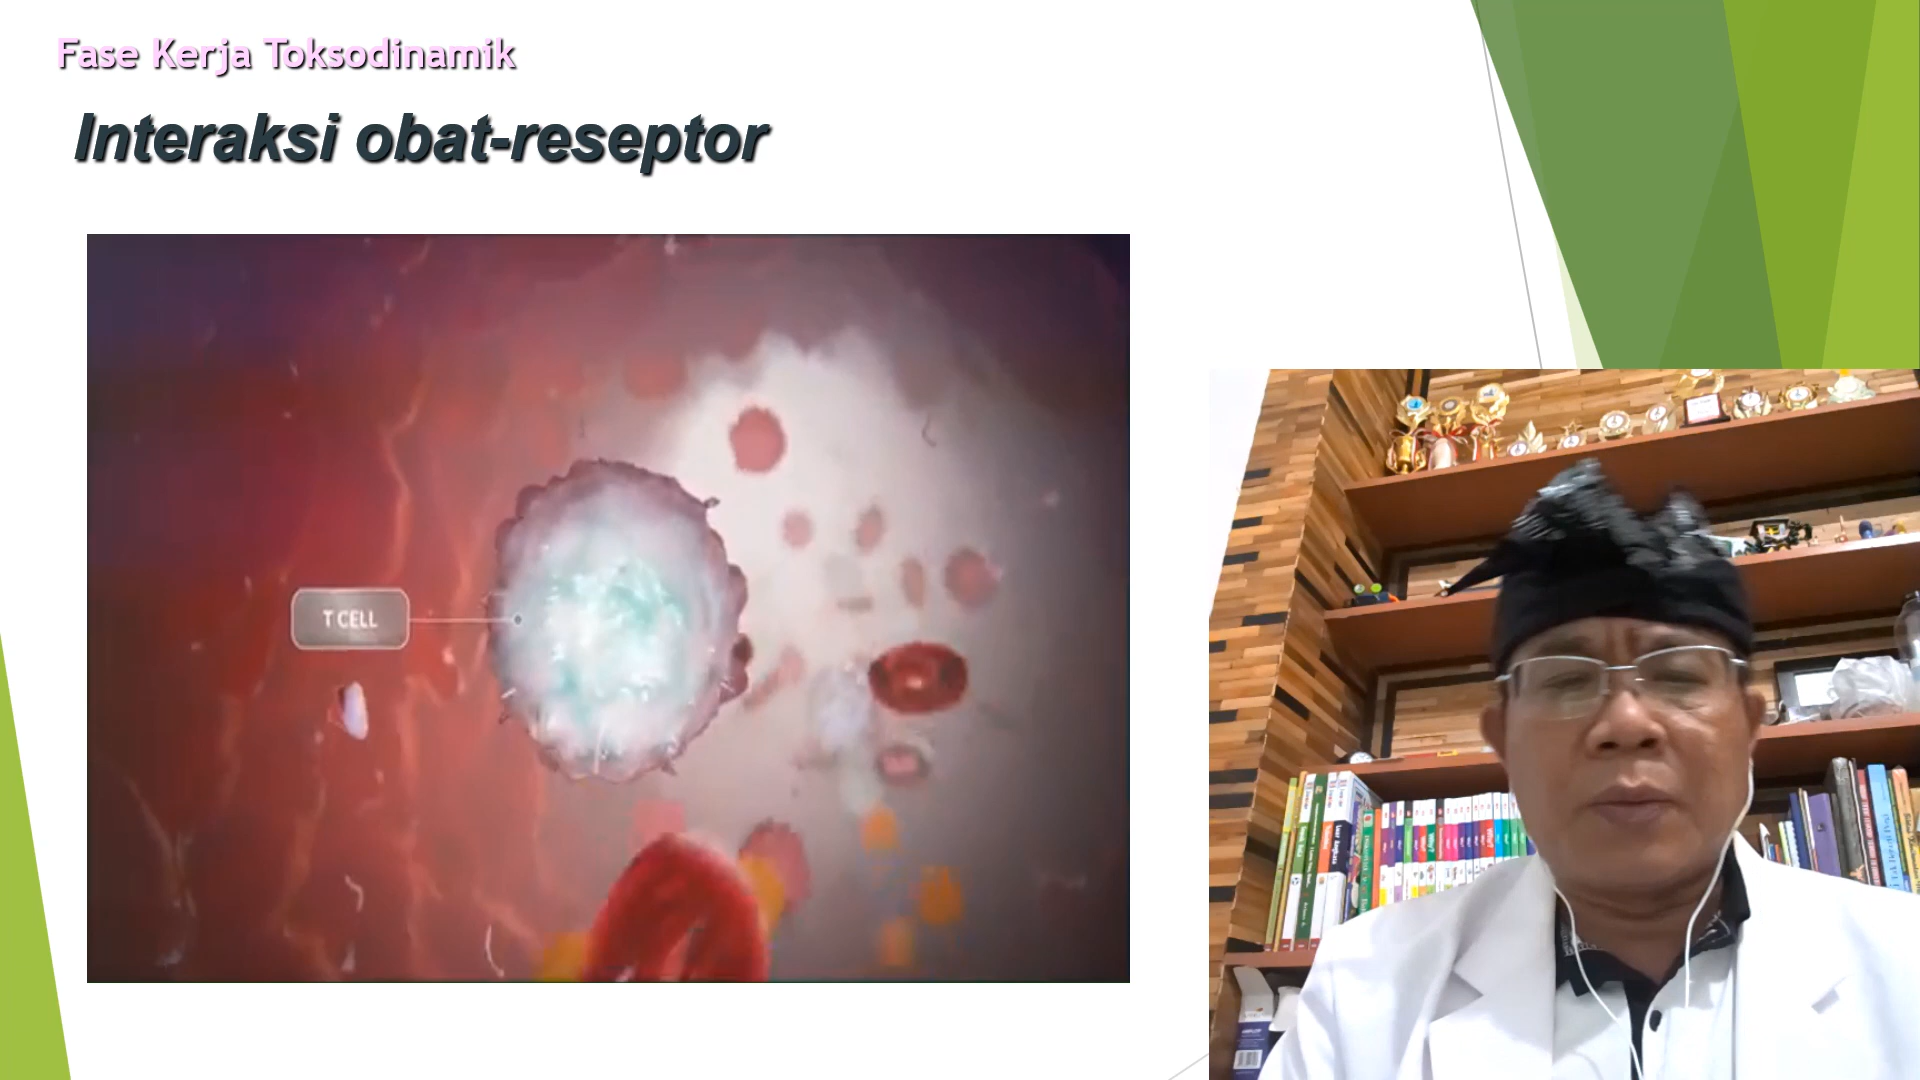 Fase Kerja Toksodinamik
Interaksi obat-reseptor
T CELL